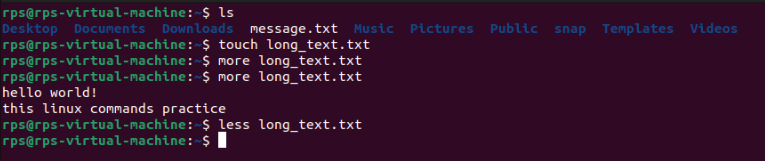 rps@rps-virtual-machine:~$ ls
Desktop Documents Downloads message.txt Music Pictures Public snap Templates Videos
rps@rps-virtual-machine:~$ touch long_text.txt
rps@rps-virtual-machine:~$ more long_text.txt
rps@rps-virtual-machine:~$ more long_text.txt
hello world!
this linux commands practice
rps@rps-virtual-machine:~$ less long_text.txt
rps@rps-virtual-machine:~$